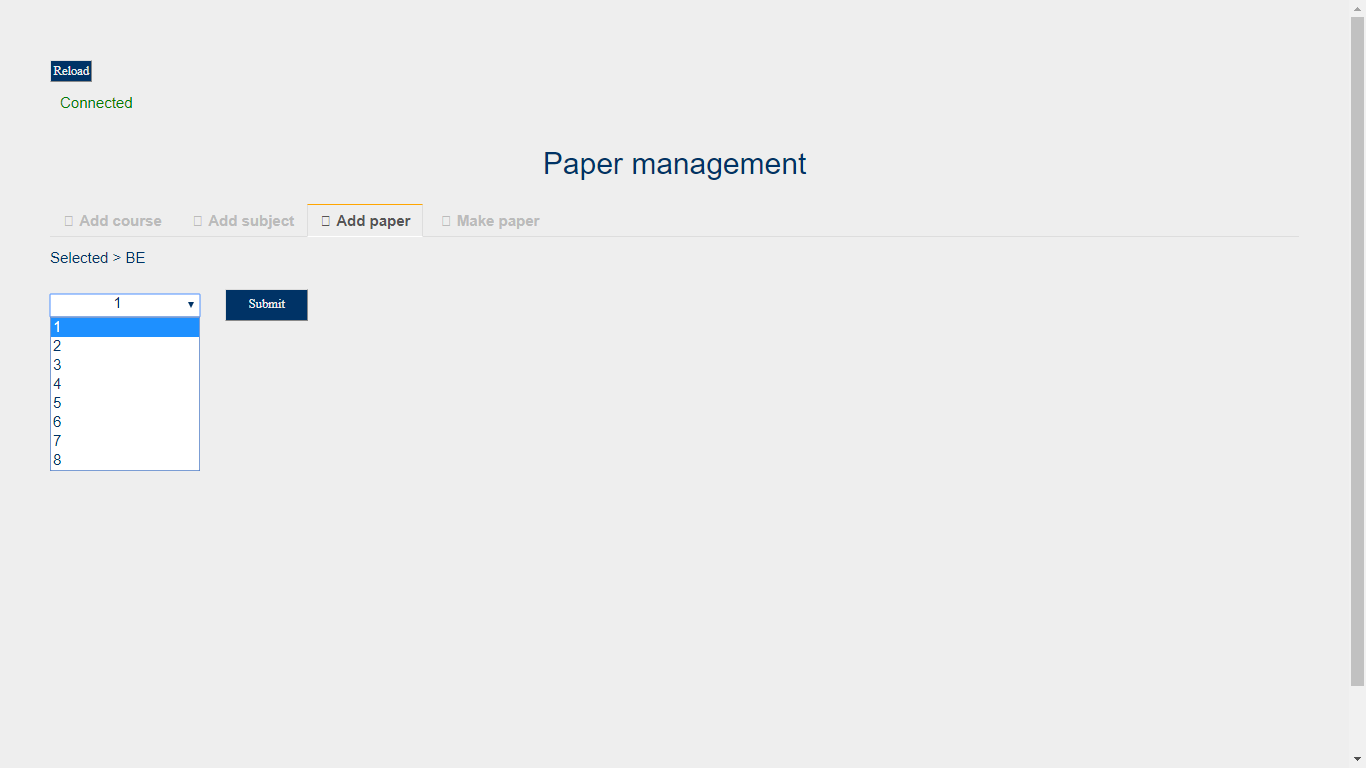 Reload
Connected
Paper management
Add course Add subject Add paper Make paper
Selected > BE
1 Submit
1
2
3
4
5
6
7
8